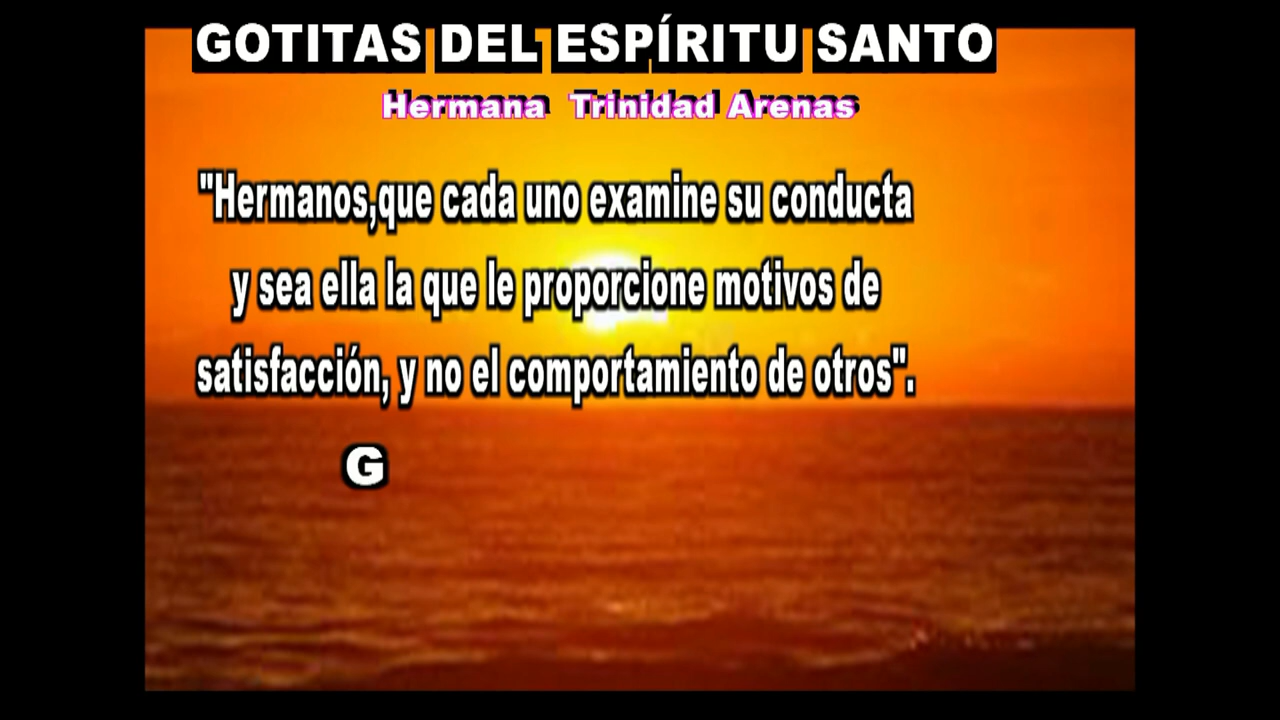 GOTITAS DEL ESPÍRITU SANTO
Hermana Trinidad Arenas
"Hermanos,que cada uno examine su conducta
y sea ella la que le proporcione motivos de
satisfacción, y no el comportamiento de otros".
G